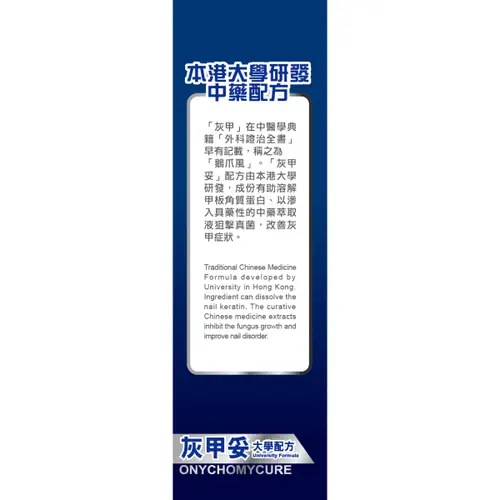 本港大學研發
中藥配方
「灰甲」在中醫學典
籍「外科證治全書」
早有記載，稱之為
「鵝爪風」。「灰甲
妥」配方由本港大學
研發，成份有助溶解
甲板角質蛋白、以滲
入具藥性的中藥萃取
液狙擊真菌，改善灰
甲症狀。
Traditional Chinese Medicine
Formula developed by
University in Hong Kong.
Ingredient can dissolve the
nail keratin, The curative
Chinese medicine extracts
inhibit the fungus growth and
improve nail disorder.
灰甲妥 大學配方
University Formula
ONYCHOMYCURE